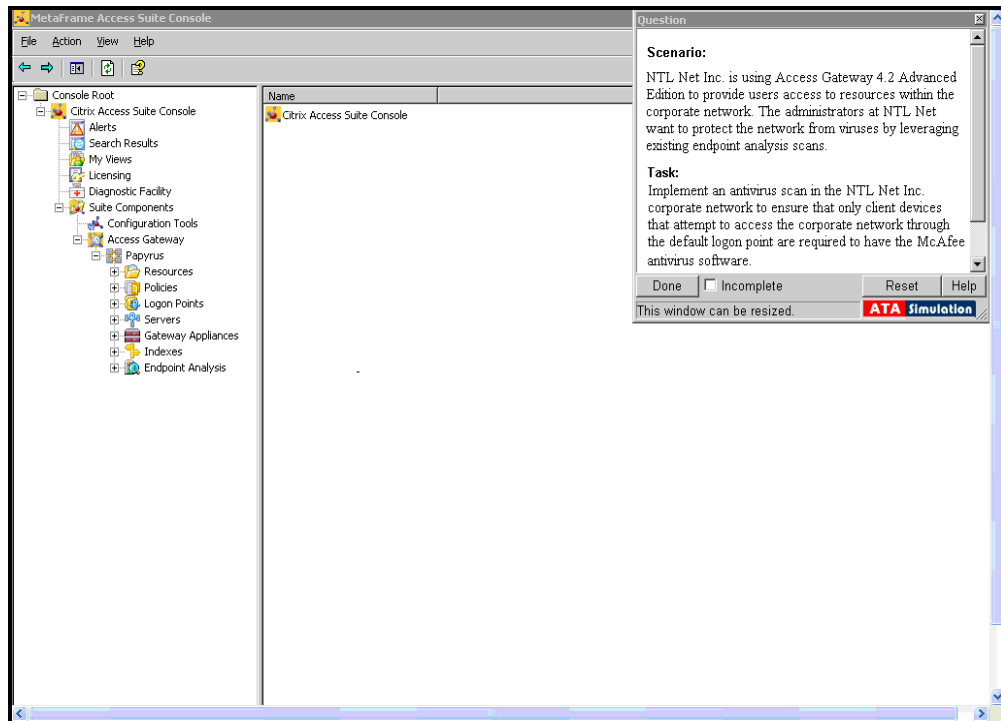 MetaFrame Access Suite Console
File Action View Help
Console Root
Citrix Access Suite Console
Alerts
Search Results
My Views
Licensing
Diagnostic Facility
Suite Components
Configuration Tools
Access Gateway
Papyrus
Resources
Policies
Logon Points
Servers
Gateway Appliances
Indexes
Endpoint Analysis
Name
Citrix Access Suite Console
Question
Scenario:
NTL Net Inc. is using Access Gateway 4.2 Advanced
Edition to provide users access to resources within the
corporate network. The administrators at NTL Net
want to protect the network from viruses by leveraging
existing endpoint analysis scans.
Task:
Implement an antivirus scan in the NTL Net Inc.
corporate network to ensure that only client devices
that attempt to access the corporate network through
the default logon point are required to have the McAfee
antivirus software.
Done Incomplete Reset Help
This window can be resized. ATA Simulation